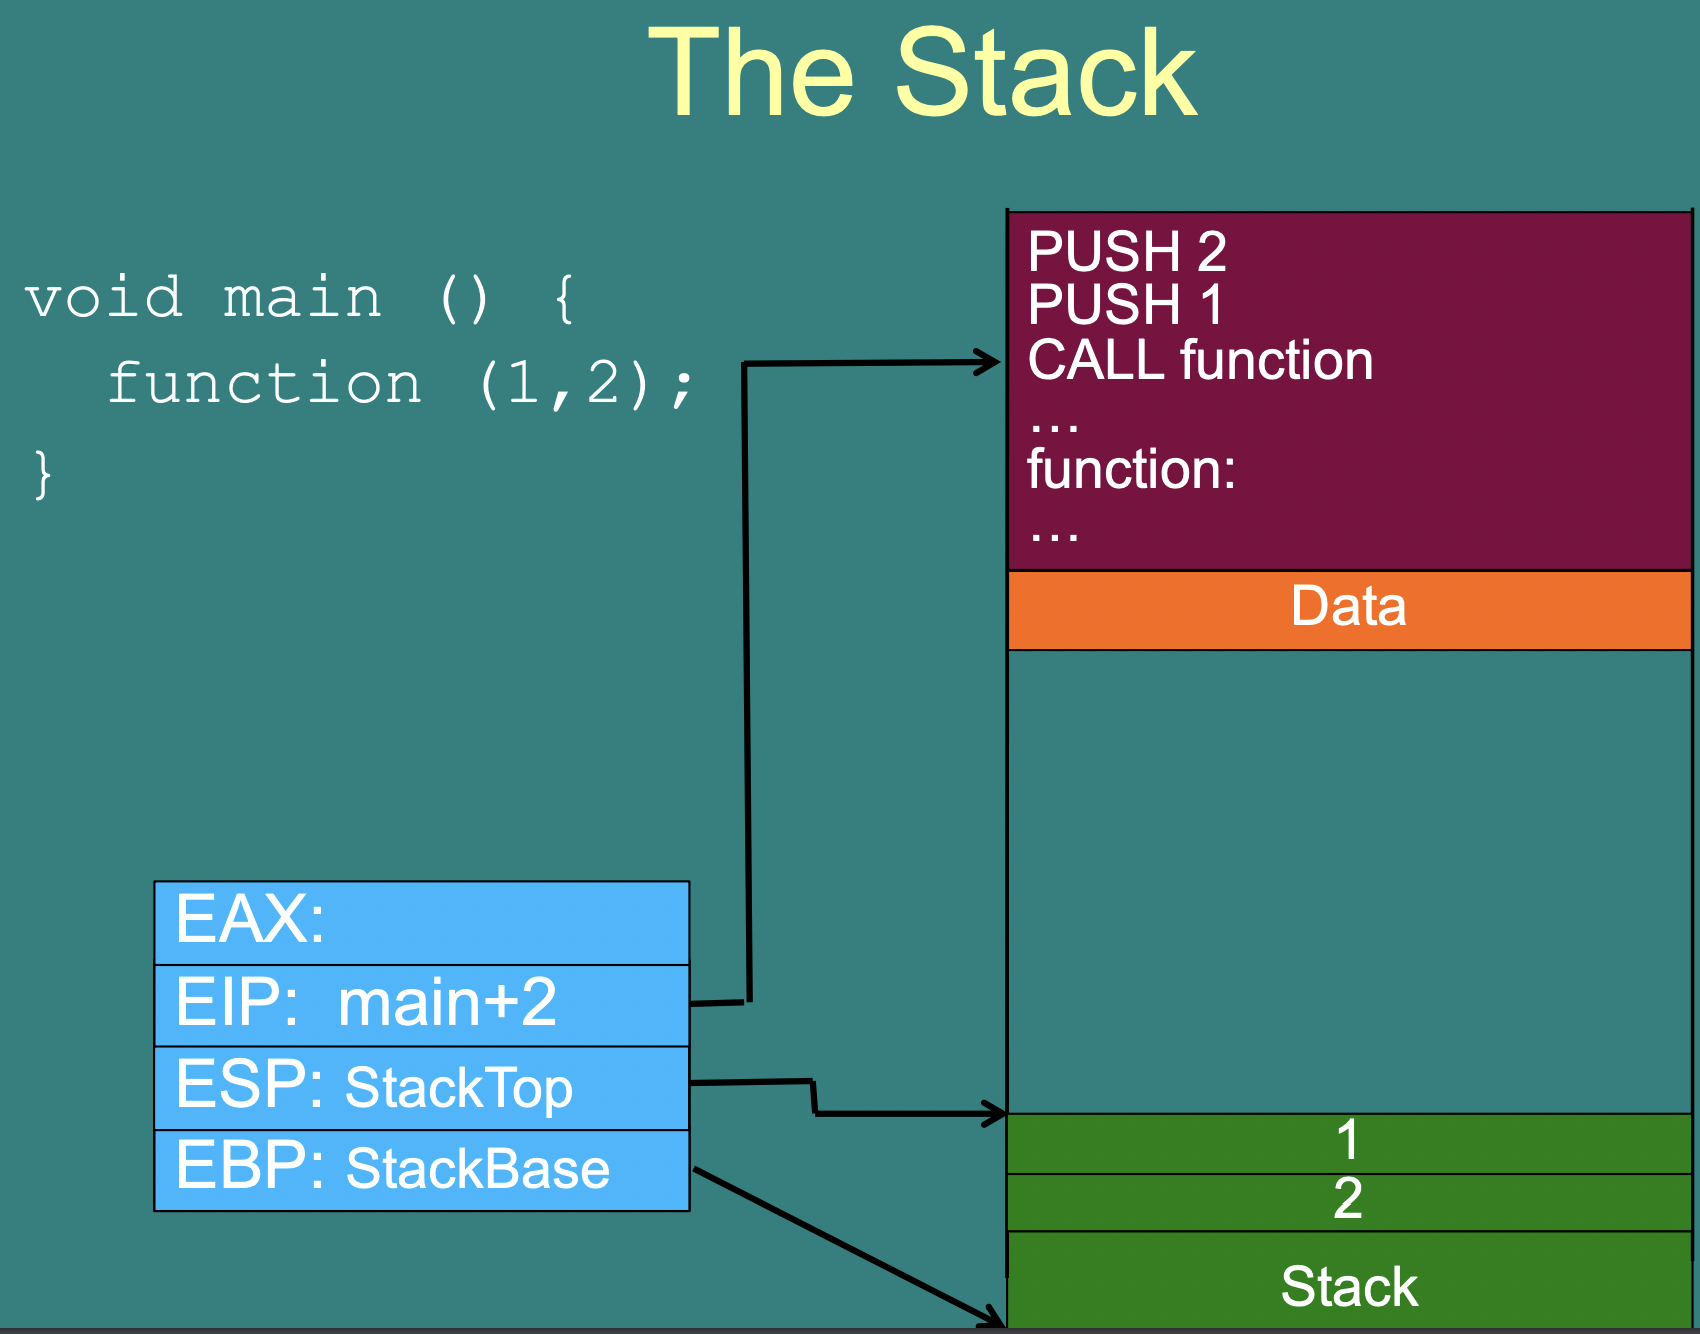 The Stack
void main () {
function (1,2);
}
PUSH 2
PUSH 1
CALL function
...
function:
...
Data
EAX:
EIP: main+2
ESP: StackTop
EBP: StackBase
1
2
Stack